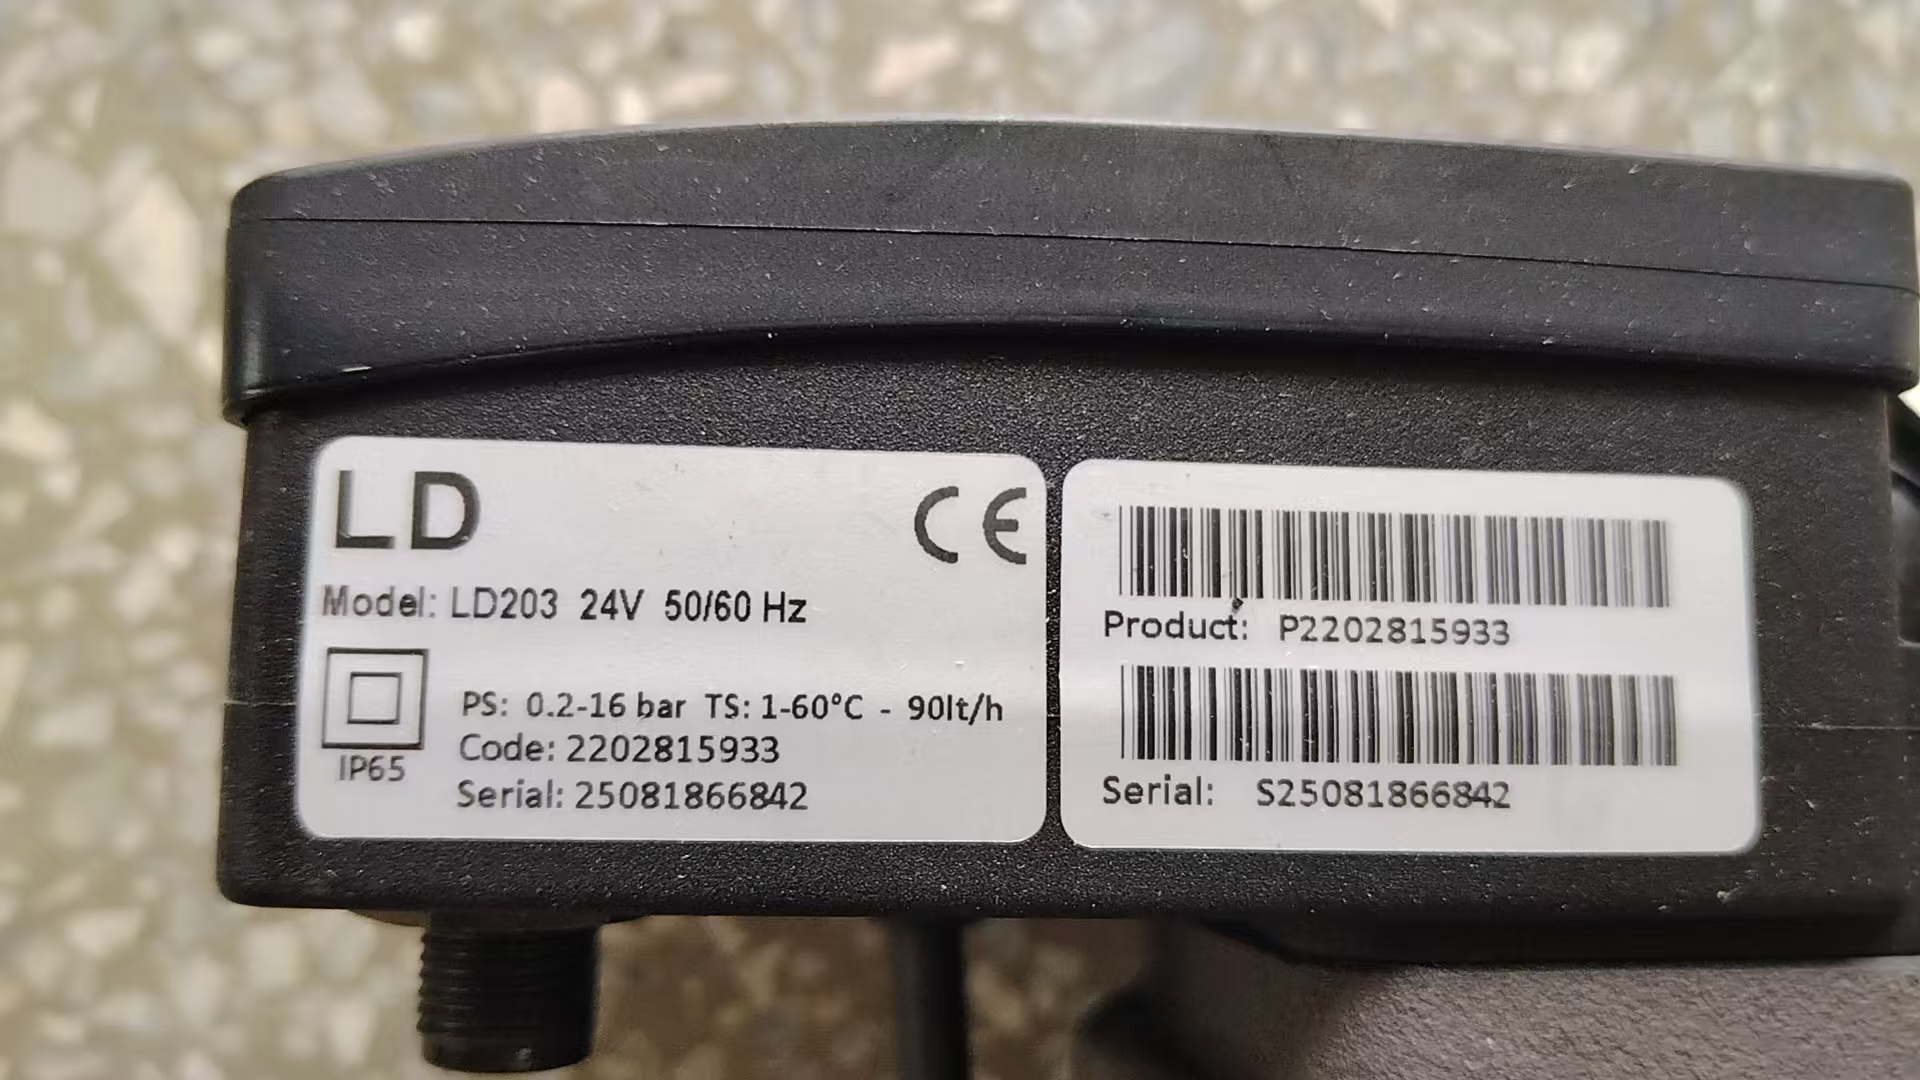 LD
CE
Model: LD203 24V 50/60 Hz
IP65
PS: 0.2-16 bar TS: 1-60°C - 90lt/h
Code: 2202815933
Serial: 25081866842
Product: P2202815933
Serial: S25081866842